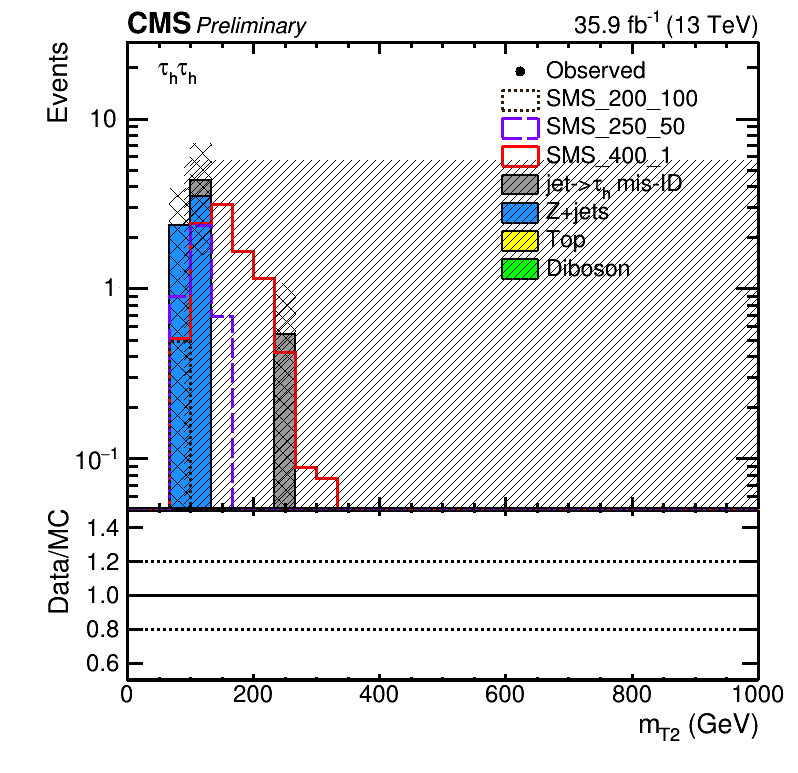 CMS Preliminary 35.9 fb⁻¹ (13 TeV)
Events
τhτh
Observed
SMS_200_100
SMS_250_50
SMS_400_1
jet->τh mis-ID
Z+jets
Top
Diboson
10
1
10⁻¹
Data/MC
1.4
1.2
1.0
0.8
0.6
0 200 400 600 800 1000
mT2 (GeV)